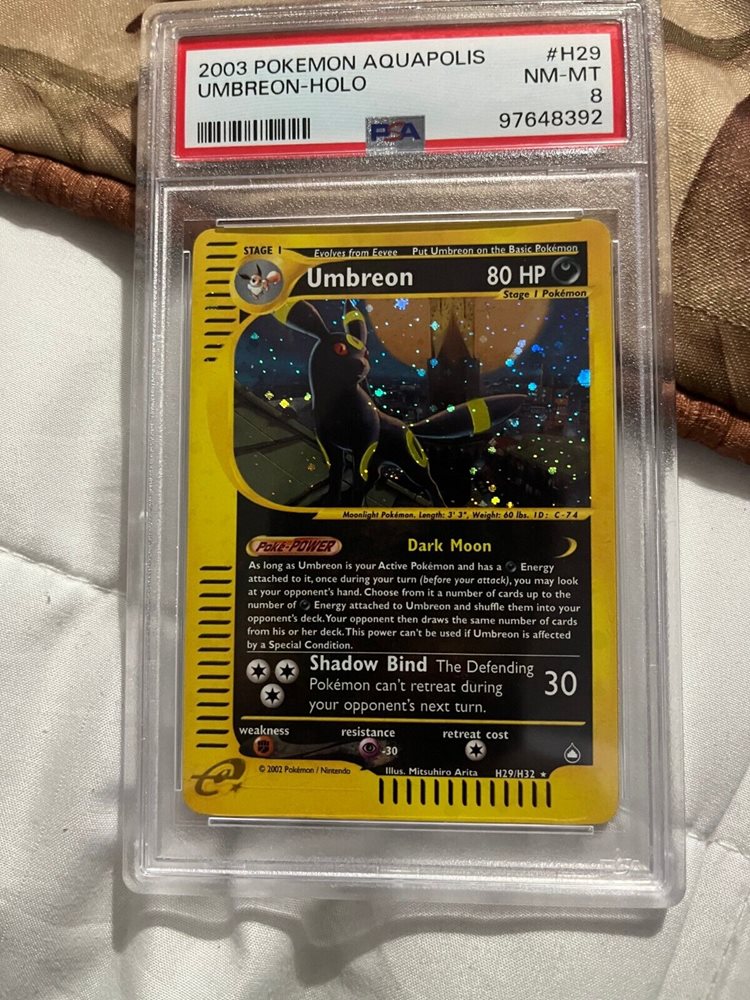 2003 POKEMON AQUAPOLIS #H29
UMBREON-HOLO NM-MT
8
PSA 97648392
STAGE 1 Evolves from Eevee Put Umbreon on the Basic Pokémon
Umbreon 80 HP
Stage 1 Pokémon
Moonlight Pokémon. Length: 3' 3", Weight: 60 lbs. ID: C-74
Poké-POWER Dark Moon
As long as Umbreon is your Active Pokémon and has a Energy
attached to it, once during your turn (before your attack), you may look
at your opponent's hand. Choose from it a number of cards up to the
number of Energy attached to Umbreon and shuffle them into your
opponent's deck. Your opponent then draws the same number of cards
from his or her deck. This power can't be used if Umbreon is affected
by a Special Condition.
Shadow Bind The Defending
Pokémon can't retreat during 30
your opponent's next turn.
weakness resistance retreat cost
-30
© 2002 Pokémon / Nintendo Illus. Mitsuhiro Arita H29/H32 ★
e